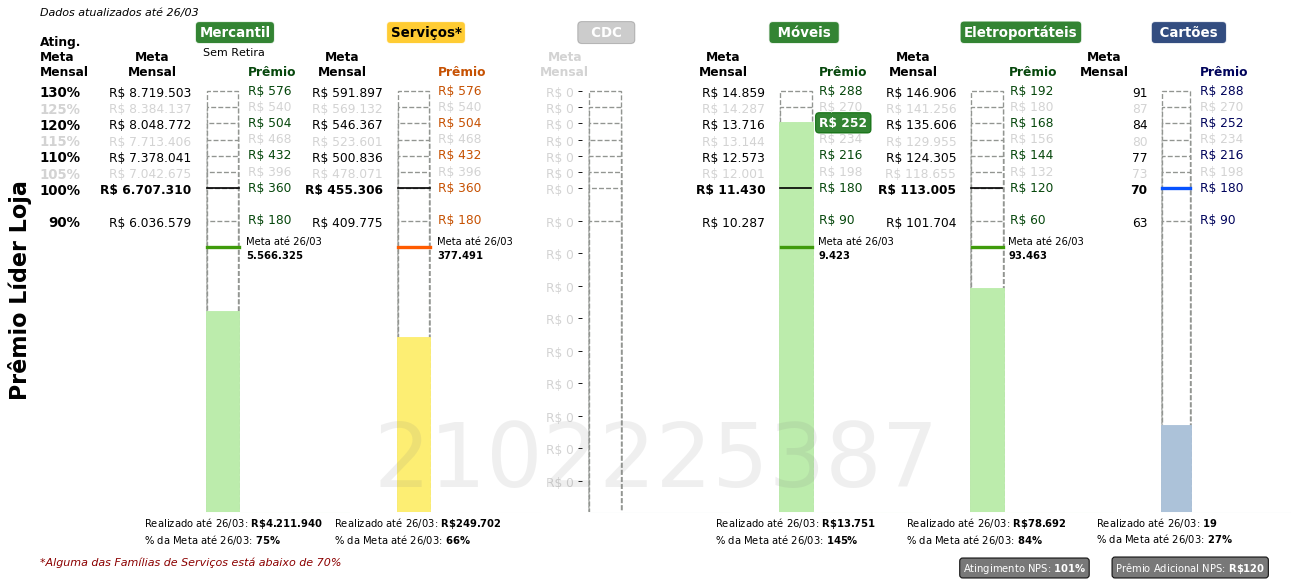 Dados atualizados até 26/03
Mercantil Serviços* CDC Móveis Eletroportáteis Cartões
Sem Retira
Ating. Meta Mensal Meta Mensal Prêmio Meta Mensal Prêmio Meta Mensal Meta Mensal Prêmio Meta Mensal Prêmio Meta Mensal Prêmio
130% R$ 8.719.503 R$ 576 R$ 591.897 R$ 576 R$ 0 R$ 14.859 R$ 288 R$ 146.906 R$ 192 91 R$ 288
125% R$ 8.384.137 R$ 540 R$ 569.132 R$ 540 R$ 0 R$ 14.287 R$ 270 R$ 141.256 R$ 180 87 R$ 270
120% R$ 8.048.772 R$ 504 R$ 546.367 R$ 504 R$ 0 R$ 13.716 R$ 252 R$ 135.606 R$ 168 84 R$ 252
115% R$ 7.713.406 R$ 468 R$ 523.601 R$ 468 R$ 0 R$ 13.144 R$ 234 R$ 129.955 R$ 156 80 R$ 234
110% R$ 7.378.041 R$ 432 R$ 500.836 R$ 432 R$ 0 R$ 12.573 R$ 216 R$ 124.305 R$ 144 77 R$ 216
105% R$ 7.042.675 R$ 396 R$ 478.071 R$ 396 R$ 0 R$ 12.001 R$ 198 R$ 118.655 R$ 132 73 R$ 198
100% R$ 6.707.310 R$ 360 R$ 455.306 R$ 360 R$ 0 R$ 11.430 R$ 180 R$ 113.005 R$ 120 70 R$ 180
90% R$ 6.036.579 R$ 180 R$ 409.775 R$ 180 R$ 0 R$ 10.287 R$ 90 R$ 101.704 R$ 60 63 R$ 90
Meta até 26/03 Meta até 26/03 Meta até 26/03 Meta até 26/03
5.566.325 377.491 R$ 0 9.423 93.463
R$ 0
R$ 0
R$ 0
R$ 0
R$ 0
R$ 0
R$ 0
Prêmio Líder Loja
2102225387
Realizado até 26/03: R$4.211.940 Realizado até 26/03: R$249.702 Realizado até 26/03: R$13.751 Realizado até 26/03: R$78.692 Realizado até 26/03: 19
% da Meta até 26/03: 75% % da Meta até 26/03: 66% % da Meta até 26/03: 145% % da Meta até 26/03: 84% % da Meta até 26/03: 27%
*Alguma das Famílias de Serviços está abaixo de 70% Atingimento NPS: 101% Prêmio Adicional NPS: R$120